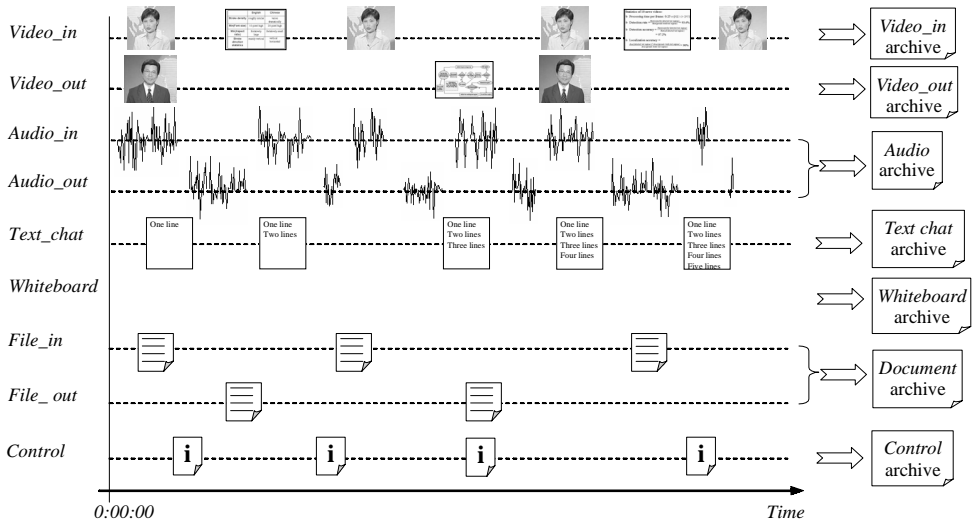 Video_in
Video_in
archive
Video_out
Video_out
archive
Audio_in
Audio
archive
Audio_out
Text_chat
One line
One line
Two lines
One line
Two lines
Three lines
One line
Two lines
Three lines
Four lines
One line
Two lines
Three lines
Four lines
Five lines
Text chat
archive
Whiteboard
Whiteboard
archive
File_in
Document
archive
File_ out
Control
i
i
i
i
Control
archive
0:00:00
Time